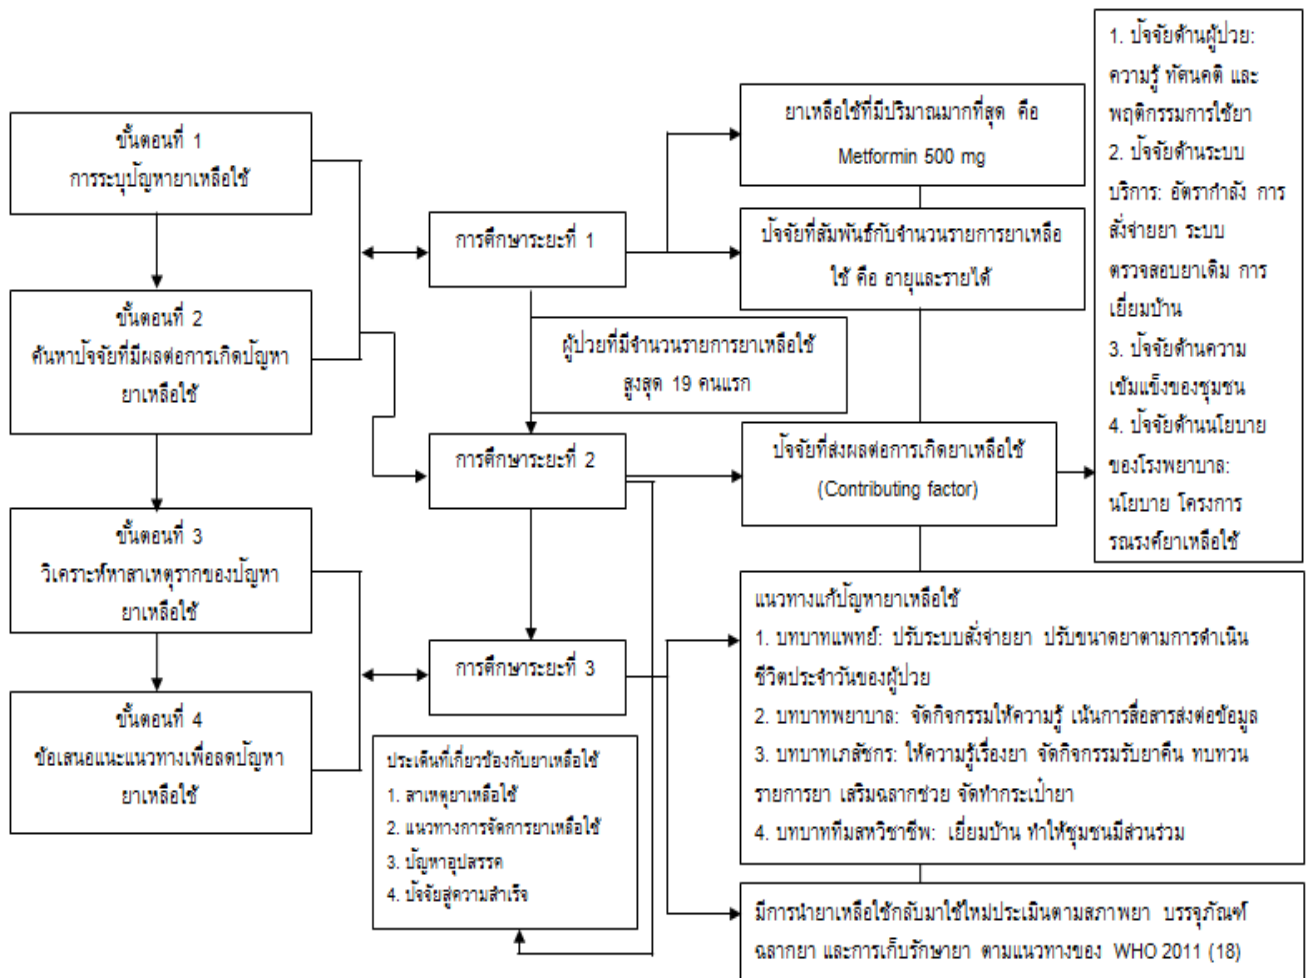 ขั้นตอนที่ 1
การระบุปัญหายาเหลือใช้
ขั้นตอนที่ 2
ค้นหาปัจจัยที่มีผลต่อการเกิดปัญหา
ยาเหลือใช้
ขั้นตอนที่ 3
วิเคราะห์หาสาเหตุรากของปัญหา
ยาเหลือใช้
ขั้นตอนที่ 4
ข้อเสนอแนะแนวทางเพื่อลดปัญหา
ยาเหลือใช้
การศึกษาระยะที่ 1
ผู้ป่วยที่มีจำนวนรายการยาเหลือใช้
สูงสุด 19 คนแรก
การศึกษาระยะที่ 2
การศึกษาระยะที่ 3
ประเด็นที่เกี่ยวข้องกับยาเหลือใช้
1. สาเหตุยาเหลือใช้
2. แนวทางการจัดการยาเหลือใช้
3. ปัญหาอุปสรรค
4. ปัจจัยสู่ความสำเร็จ
ยาเหลือใช้ที่มีปริมาณมากที่สุด คือ
Metformin 500 mg
ปัจจัยที่สัมพันธ์กับจำนวนรายการยาเหลือ
ใช้ คือ อายุและรายได้
ปัจจัยที่ส่งผลต่อการเกิดยาเหลือใช้
(Contributing factor)
1. ปัจจัยด้านผู้ป่วย:
ความรู้ ทัศนคติ และ
พฤติกรรมการใช้ยา
2. ปัจจัยด้านระบบ
บริการ: อัตรากำลัง การ
สั่งจ่ายยา ระบบ
ตรวจสอบยาเดิม การ
เยี่ยมบ้าน
3. ปัจจัยด้านความ
เข้มแข็งของชุมชน
4. ปัจจัยด้านนโยบาย
ของโรงพยาบาล:
นโยบาย โครงการ
รณรงค์ยาเหลือใช้
แนวทางแก้ปัญหายาเหลือใช้
1. บทบาทแพทย์: ปรับระบบสั่งจ่ายยา ปรับขนาดยาตามการดำเนิน
ชีวิตประจำวันของผู้ป่วย
2. บทบาทพยาบาล: จัดกิจกรรมให้ความรู้ เน้นการสื่อสารส่งต่อข้อมูล
3. บทบาทเภสัชกร: ให้ความรู้เรื่องยา จัดกิจกรรมรับยาคืน ทบทวน
รายการยา เสริมฉลากช่วย จัดทำกระเป๋ายา
4. บทบาททีมสหวิชาชีพ: เยี่ยมบ้าน ทำให้ชุมชนมีส่วนร่วม
มีการนำยาเหลือใช้กลับมาใช้ใหม่ประเมินตามสภาพยา บรรจุภัณฑ์
ฉลากยา และการเก็บรักษายา ตามแนวทางของ WHO 2011 (18)